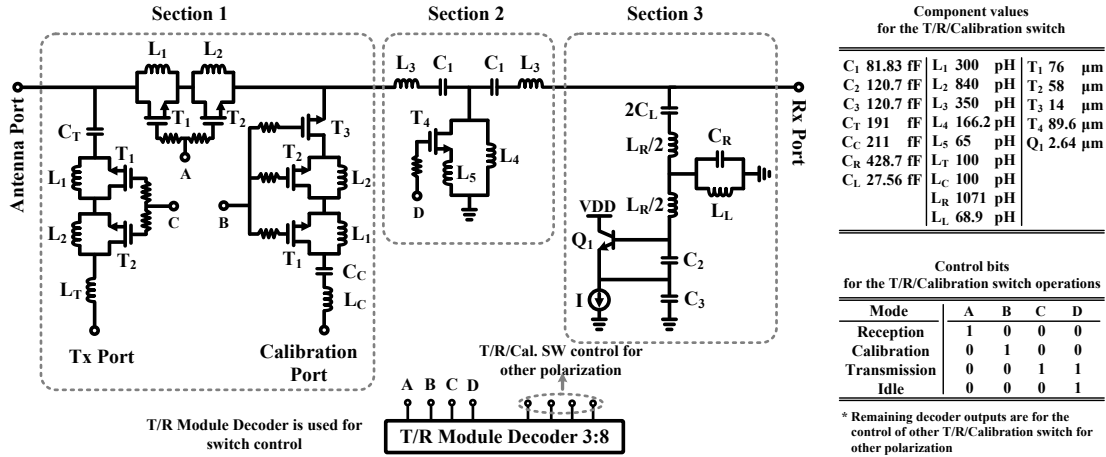 Section 1
Section 2
Section 3
L1
L2
T1
T2
A
Antenna Port
CT
T1
L1
L2
T2
C
LT
Tx Port
B
T3
T2
L2
L1
T1
CC
LC
Calibration
Port
L3
C1
C1
L3
T4
L5
L4
D
2CL
LR/2
CR
LL
LR/2
VDD
Q1
C2
C3
I
Rx Port
T/R/Cal. SW control for
other polarization
A B C D
T/R Module Decoder 3:8
T/R Module Decoder is used for
switch control
Component values
for the T/R/Calibration switch
C1 81.83 fF L1 300 pH T1 76 μm
C2 120.7 fF L2 840 pH T2 58 μm
C3 120.7 fF L3 350 pH T3 14 μm
CT 191 fF L4 166.2 pH T4 89.6 μm
CC 211 fF L5 65 pH Q1 2.64 μm
CR 428.7 fF LT 100 pH
CL 27.56 fF LC 100 pH
LR 1071 pH
LL 68.9 pH
Control bits
for the T/R/Calibration switch operations
Mode A B C D
Reception 1 0 0 0
Calibration 0 1 0 0
Transmission 0 0 1 1
Idle 0 0 0 1
* Remaining decoder outputs are for the
control of other T/R/Calibration switch for
other polarization